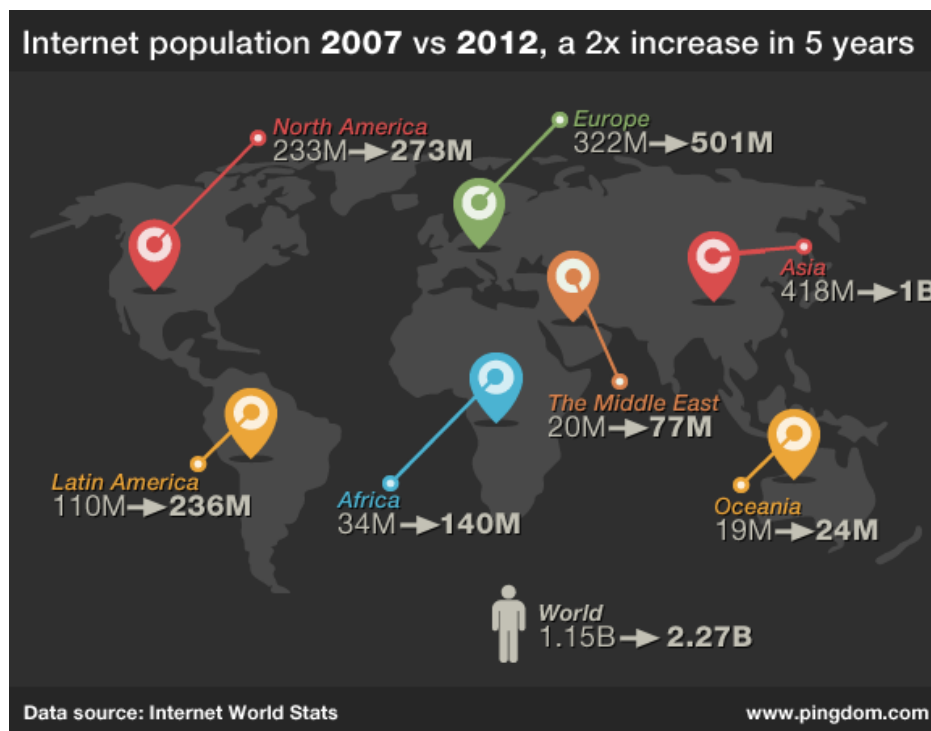 Internet population 2007 vs 2012, a 2x increase in 5 years
North America
233M→273M
Europe
322M→501M
Asia
418M→1B
The Middle East
20M→77M
Latin America
110M→236M
Africa
34M→140M
Oceania
19M→24M
World
1.15B→2.27B
Data source: Internet World Stats
www.pingdom.com